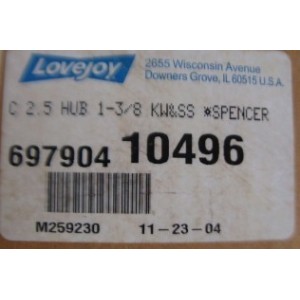 Lovejoy
2655 Wisconsin Avenue
Downers Grove, IL 60515 U.S.A.
C 2.5 HUB 1-3/8 KW&SS *SPENCER
697904 10496
M259230 11-23-04